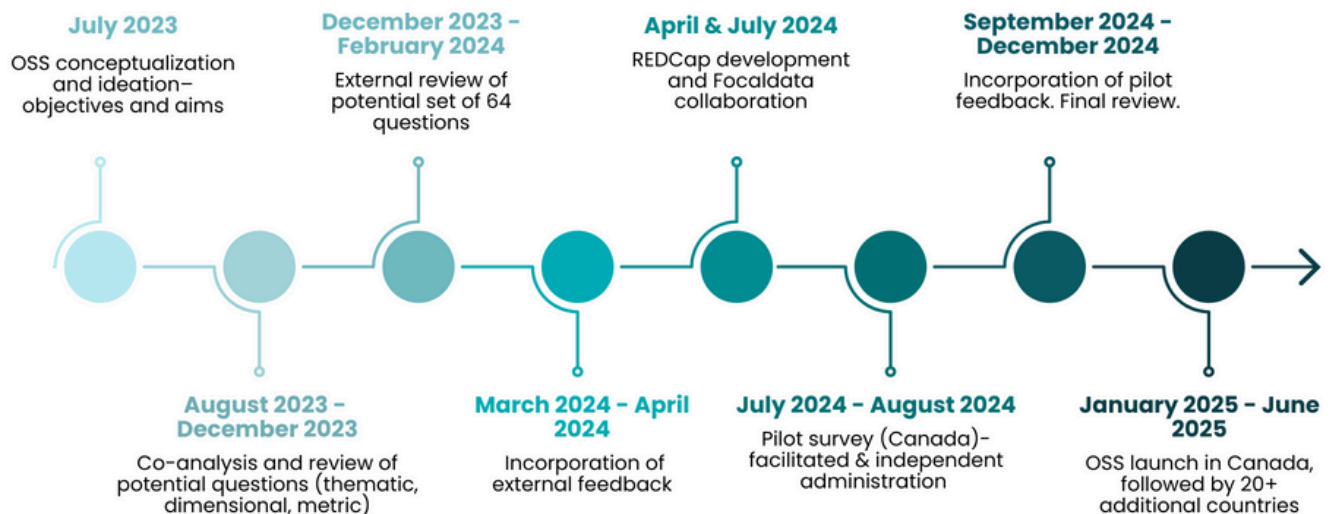 July 2023
OSS conceptualization
and ideation–
objectives and aims
December 2023 –
February 2024
External review of
potential set of 64
questions
April & July 2024
REDCap development
and Focaldata
collaboration
September 2024 –
December 2024
Incorporation of pilot
feedback. Final review.
August 2023 –
December 2023
Co-analysis and review of
potential questions (thematic,
dimensional, metric)
March 2024 – April
2024
Incorporation of
external feedback
July 2024 – August 2024
Pilot survey (Canada)–
facilitated & independent
administration
January 2025 – June
2025
OSS launch in Canada,
followed by 20+
additional countries